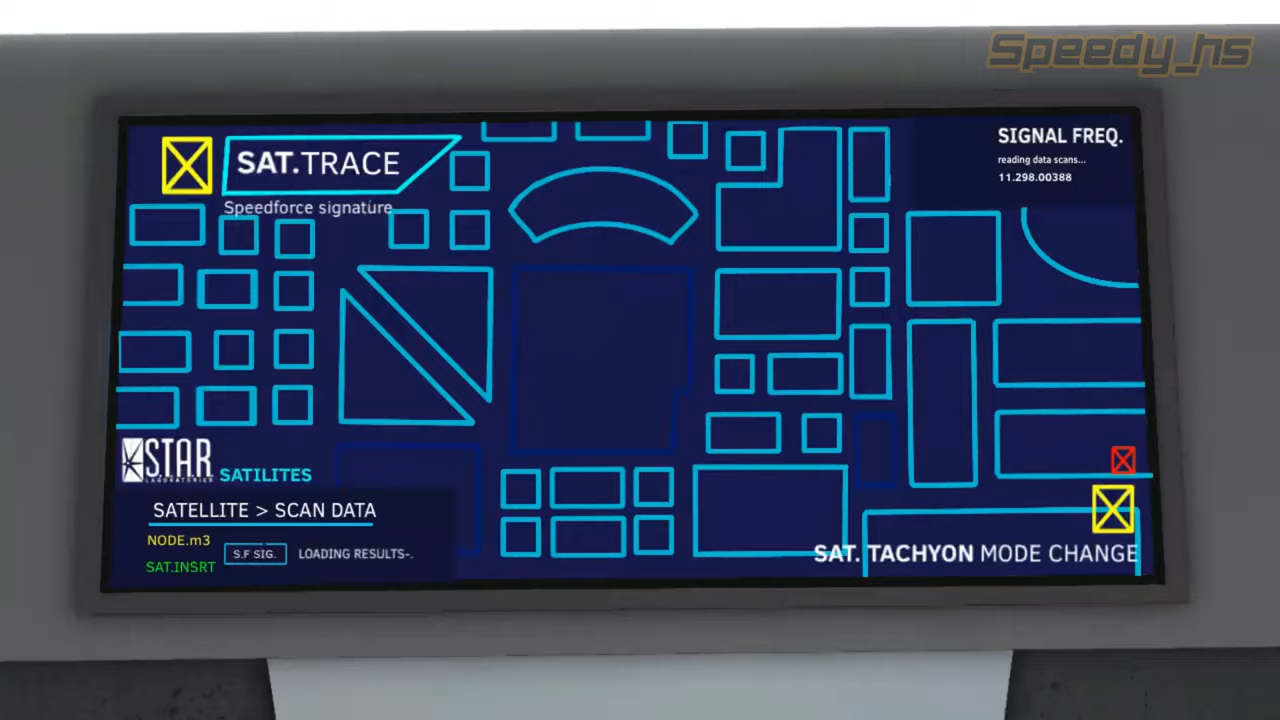 Speedy_hs
SAT.TRACE
Speedforce signature
SIGNAL FREQ.
reading data scans...
11.298.00388
STAR
LABORATORIES
SATILITES
SATELLITE > SCAN DATA
NODE.m3
S.F SIG.
LOADING RESULTS-.
SAT.INSRT
SAT. TACHYON MODE CHANGE